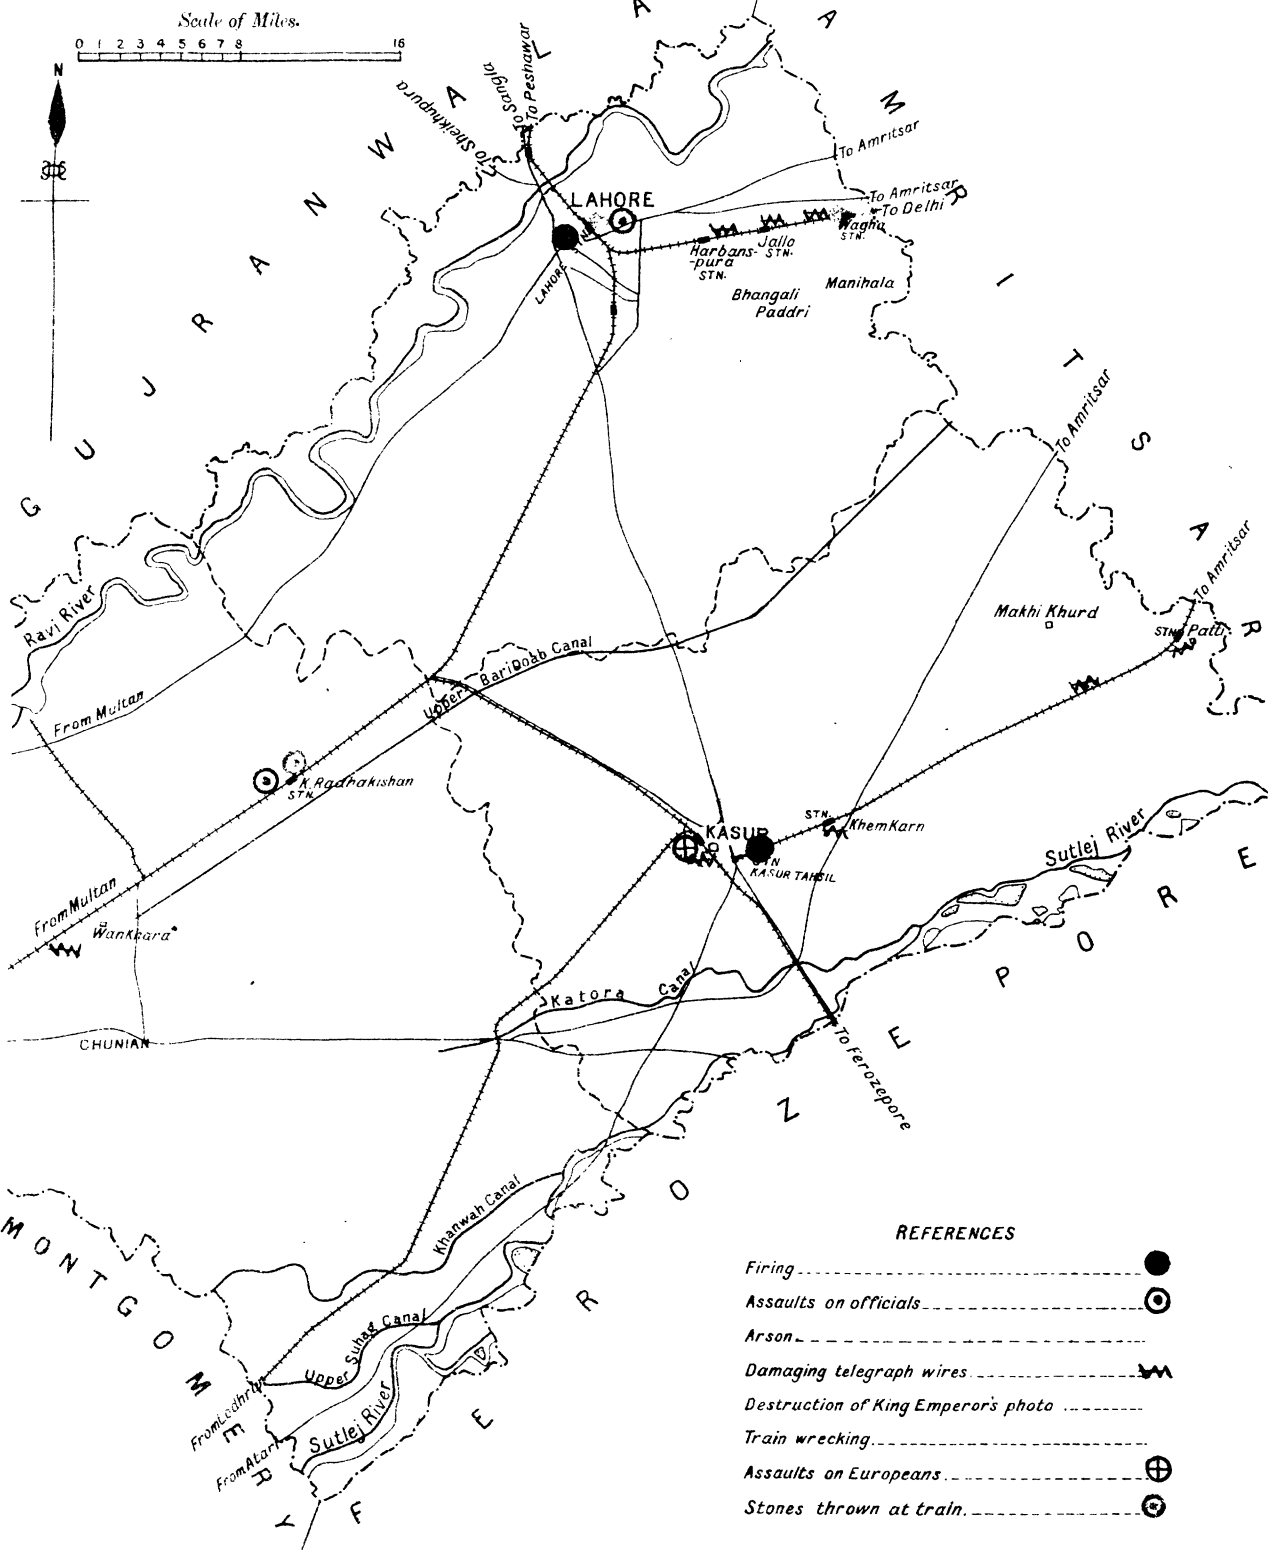 Scale of Miles.
0 1 2 3 4 5 6 7 8 16
N
GUJRANWALA
AMRITSAR
To Sheikhupura
To Sangla
To Peshawar
To Amritsar
To Amritsar
To Delhi
LAHORE
LAHORE
Harbans-
-pura
STN.
Jallo
STN.
Wagha
STN.
Bhangali
Paddri
Manihala
To Amritsar
To Amritsar
Makhi Khurd
STN.
Patti
Ravi River
From Multan
Upper Bari Doab Canal
K. Radhakishan
STN.
KASUR
STN
KASUR TAHSIL
STN.
Khem Karn
Sutlej River
From Multan
Wankhara
Katora Canal
CHUNIAN
To Ferozepore
FEROZEPORE
MONTGOMERY
Khanwah Canal
Upper Suhag Canal
Sutlej River
From Lodhran
From Atari
REFERENCES
Firing
Assaults on officials
Arson
Damaging telegraph wires
Destruction of King Emperor's photo
Train wrecking
Assaults on Europeans
Stones thrown at train.